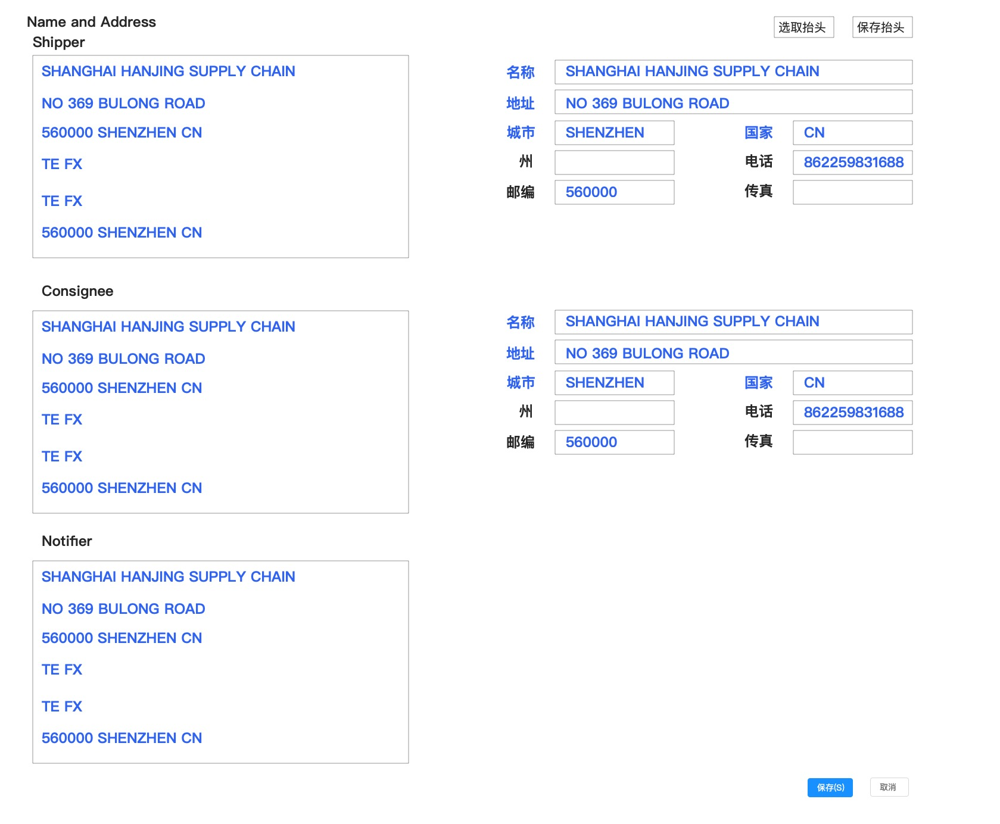 Name and Address
选取抬头
保存抬头
Shipper
SHANGHAI HANJING SUPPLY CHAIN
NO 369 BULONG ROAD
560000 SHENZHEN CN
TE FX
TE FX
560000 SHENZHEN CN
名称 SHANGHAI HANJING SUPPLY CHAIN
地址 NO 369 BULONG ROAD
城市 SHENZHEN 国家 CN
州 电话 862259831688
邮编 560000 传真
Consignee
SHANGHAI HANJING SUPPLY CHAIN
NO 369 BULONG ROAD
560000 SHENZHEN CN
TE FX
TE FX
560000 SHENZHEN CN
名称 SHANGHAI HANJING SUPPLY CHAIN
地址 NO 369 BULONG ROAD
城市 SHENZHEN 国家 CN
州 电话 862259831688
邮编 560000 传真
Notifier
SHANGHAI HANJING SUPPLY CHAIN
NO 369 BULONG ROAD
560000 SHENZHEN CN
TE FX
TE FX
560000 SHENZHEN CN
保存(S) 取消